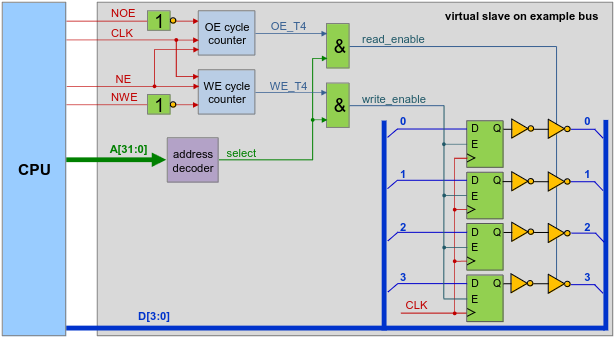 virtual slave on example bus
NOE
1
CLK
OE cycle
counter
OE_T4
&
read_enable
NE
NWE
1
WE cycle
counter
WE_T4
&
write_enable
CPU
A[31:0]
address
decoder
select
0
D
Q
E
0
1
D
Q
E
1
2
D
Q
E
2
3
D
Q
E
3
CLK
D[3:0]